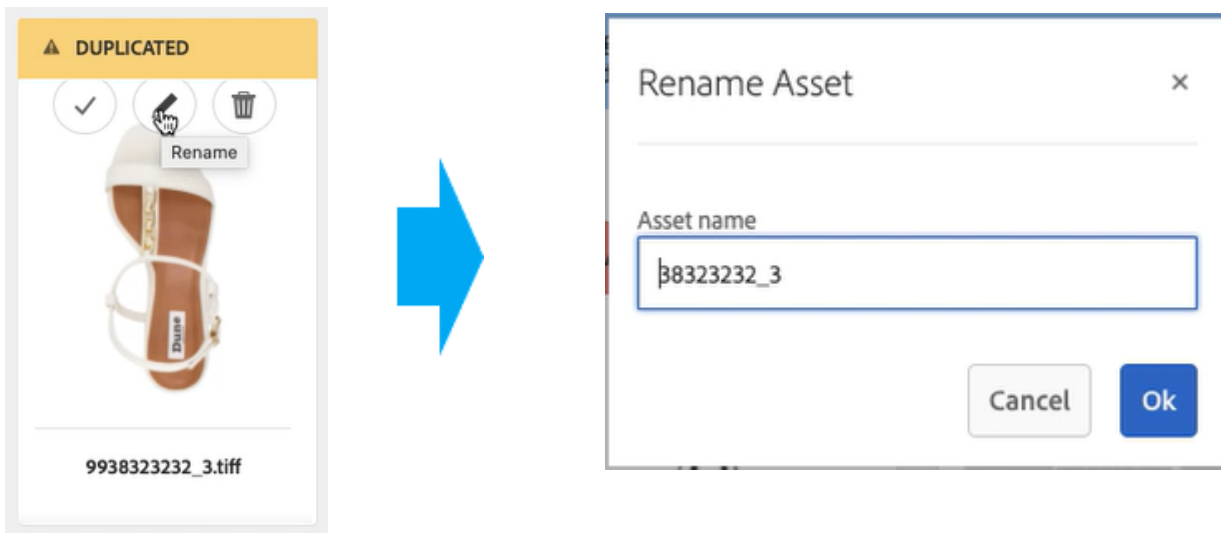 DUPLICATED
Rename
Dune
9938323232_3.tiff
Rename Asset
×
Asset name
38323232_3
Cancel
Ok